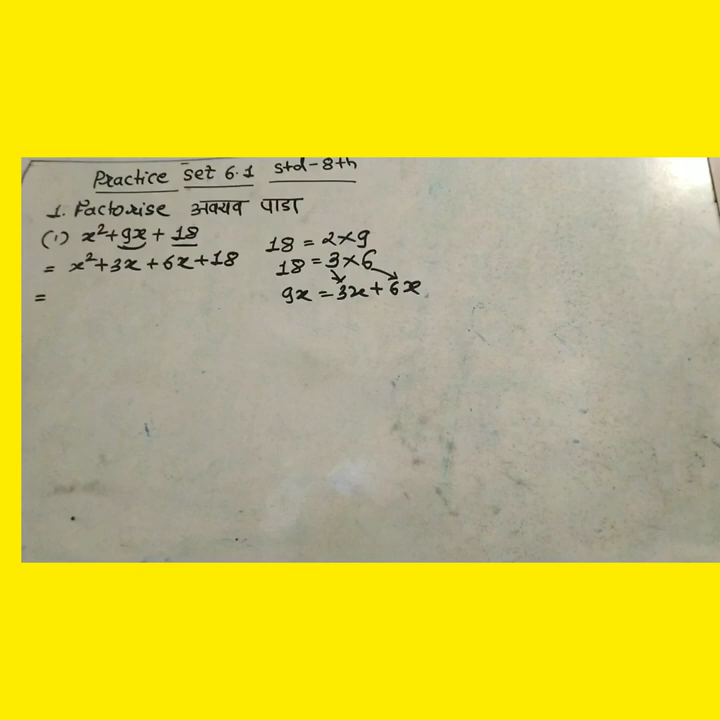 Practice set 6.1 std-8th
1. Factorise अवयव पाडा
(1) x²+9x+18
= x²+3x+6x+18
=
18 = 2×9
18 = 3×6
9x = 3x+6x